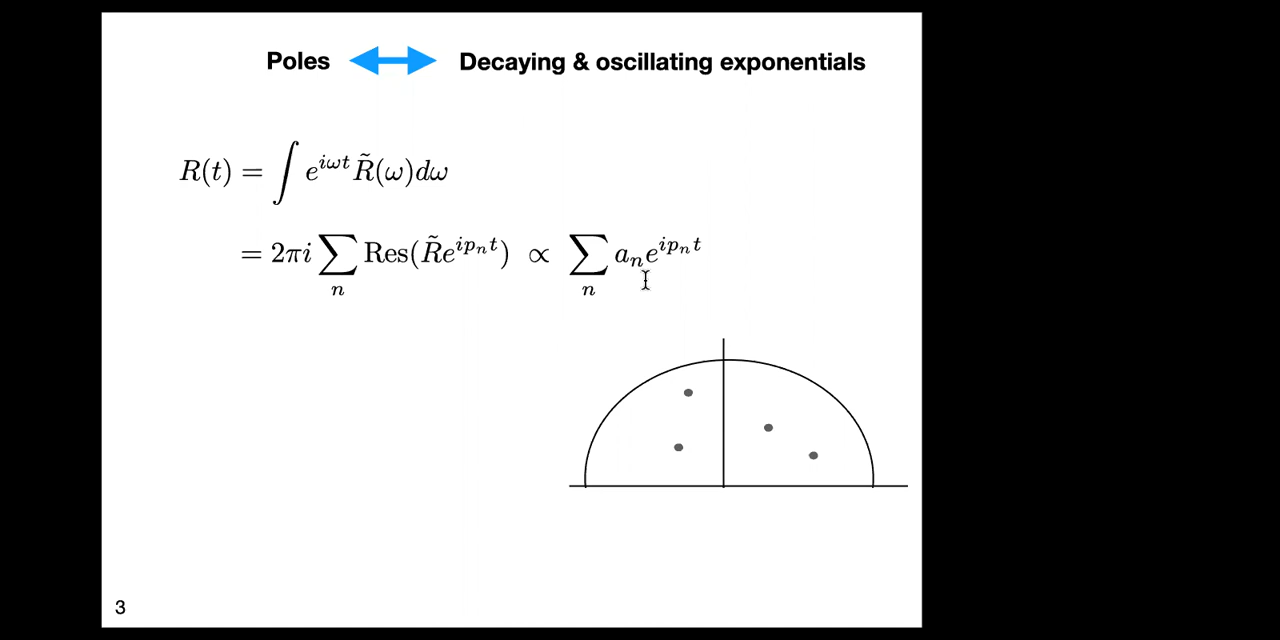 Poles Decaying & oscillating exponentials
R(t) = ∫ e^{iωt} R̃(ω)dω
= 2πi ∑_n Res(R̃e^{ip_n t}) ∝ ∑_n a_n e^{ip_n t}
3